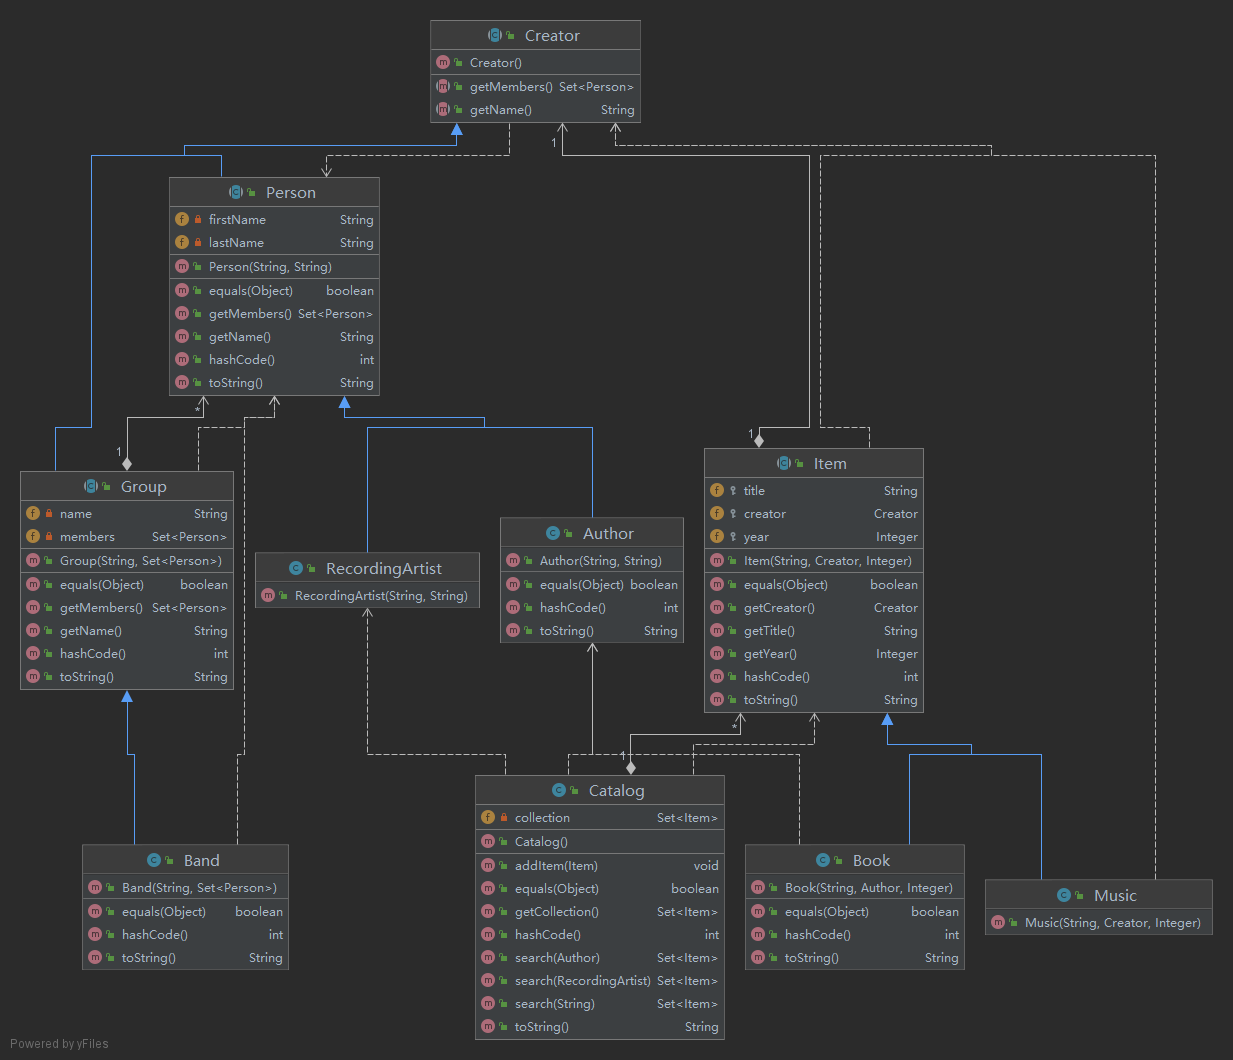 Creator
Creator()
getMembers() Set<Person>
getName() String
1
Person
firstName String
lastName String
Person(String, String)
equals(Object) boolean
getMembers() Set<Person>
getName() String
hashCode() int
toString() String
*
1
Group
name String
members Set<Person>
Group(String, Set<Person>)
equals(Object) boolean
getMembers() Set<Person>
getName() String
hashCode() int
toString() String
RecordingArtist
RecordingArtist(String, String)
Author
Author(String, String)
equals(Object) boolean
hashCode() int
toString() String
1
Item
title String
creator Creator
year Integer
Item(String, Creator, Integer)
equals(Object) boolean
getCreator() Creator
getTitle() String
getYear() Integer
hashCode() int
toString() String
*
1
Band
Band(String, Set<Person>)
equals(Object) boolean
hashCode() int
toString() String
Catalog
collection Set<Item>
Catalog()
addItem(Item) void
equals(Object) boolean
getCollection() Set<Item>
hashCode() int
search(Author) Set<Item>
search(RecordingArtist) Set<Item>
search(String) Set<Item>
toString() String
Book
Book(String, Author, Integer)
equals(Object) boolean
hashCode() int
toString() String
Music
Music(String, Creator, Integer)
Powered by yFiles